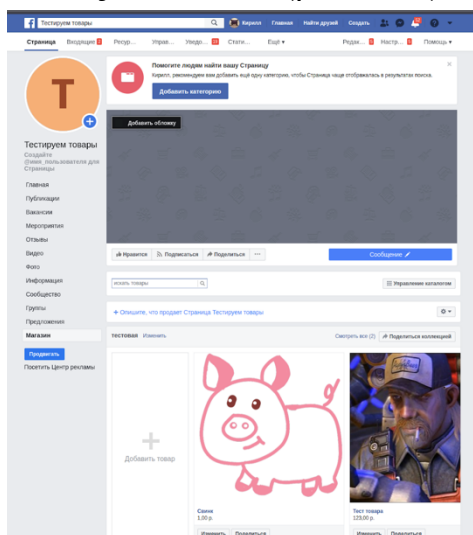 Тестируем товары
Кирилл Главная Найти друзей Создать
Страница Входящие Ресур... Управ... Уведо... Стати... Ещё Редак... Настр... Помощь
Помогите людям найти вашу Страницу
Кирилл, рекомендуем вам добавить ещё одну категорию, чтобы Страница чаще отображалась в результатах поиска.
Добавить категорию
T
Добавить обложку
Тестируем товары
Создайте
@имя_пользователя для
Страницы
Главная
Публикации
Вакансии
Мероприятия
Отзывы
Видео
Фото
Информация
Сообщество
Группы
Предложения
Магазин
Продвигать
Посетить Центр рекламы
Нравится Подписаться Поделиться ...
Сообщение
искать товары
Управление каталогом
+ Опишите, что продает Страница Тестируем товары
тестовая Изменить
Смотреть все (2) Поделиться коллекцией
Добавить товар
Свинк
1,00 р.
Изменить Поделиться
Тест товара
123,00 р.
Изменить Поделиться